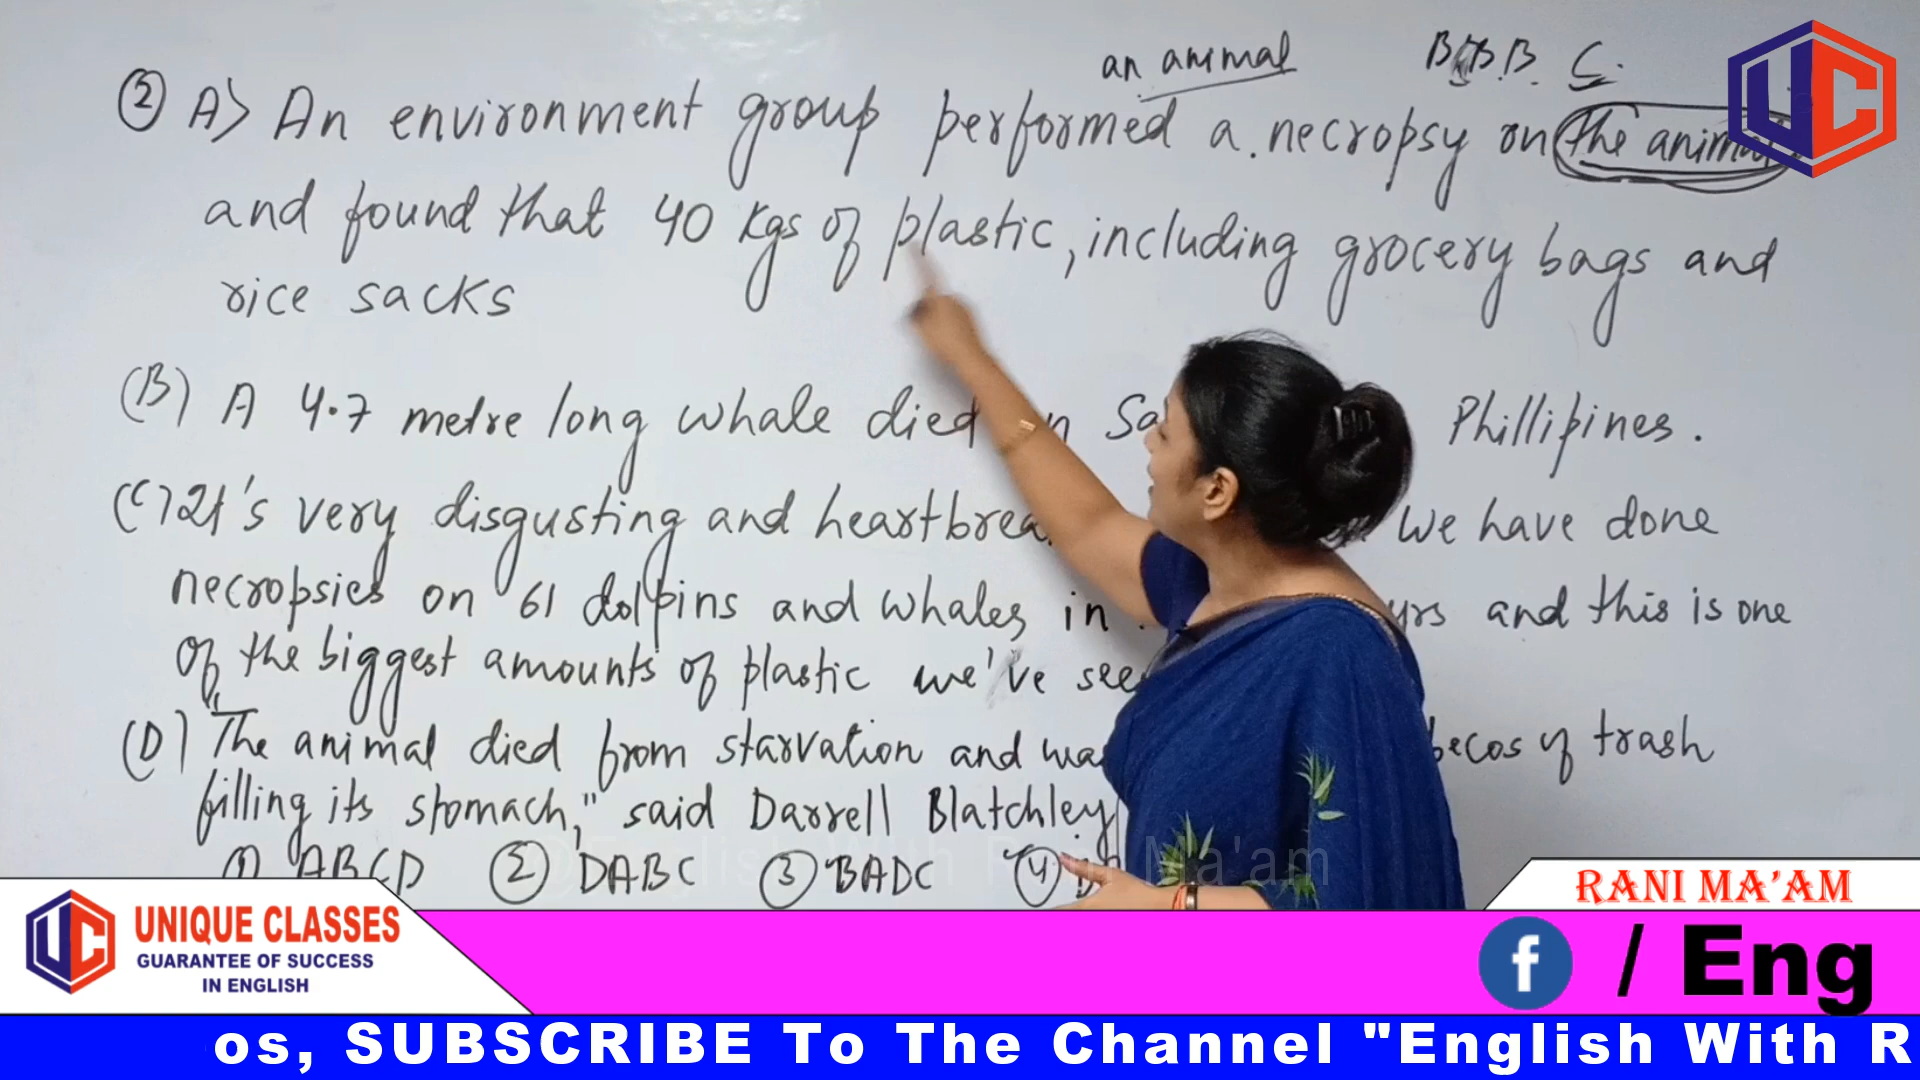 an animal B B.B. C.
② A> An environment group performed a necropsy on the animal
and found that 40 Kgs of plastic, including grocery bags and
rice sacks
(B) A 4.7 metre long whale died Phillipines.
(C) It's very disgusting and we have done
necropsies on 61 dolpins and whales in yrs and this is one
of the biggest amounts of plastic we've
(D) "The animal died from starvation and becos of trash
filling its stomach," said Darrell Blatchley
① ABCD ② DABC ③ BADC ④
@English With Rani Ma'am
UC
RANI MA'AM
UC UNIQUE CLASSES
GUARANTEE OF SUCCESS
IN ENGLISH
f / Eng
os, SUBSCRIBE To The Channel "English With R